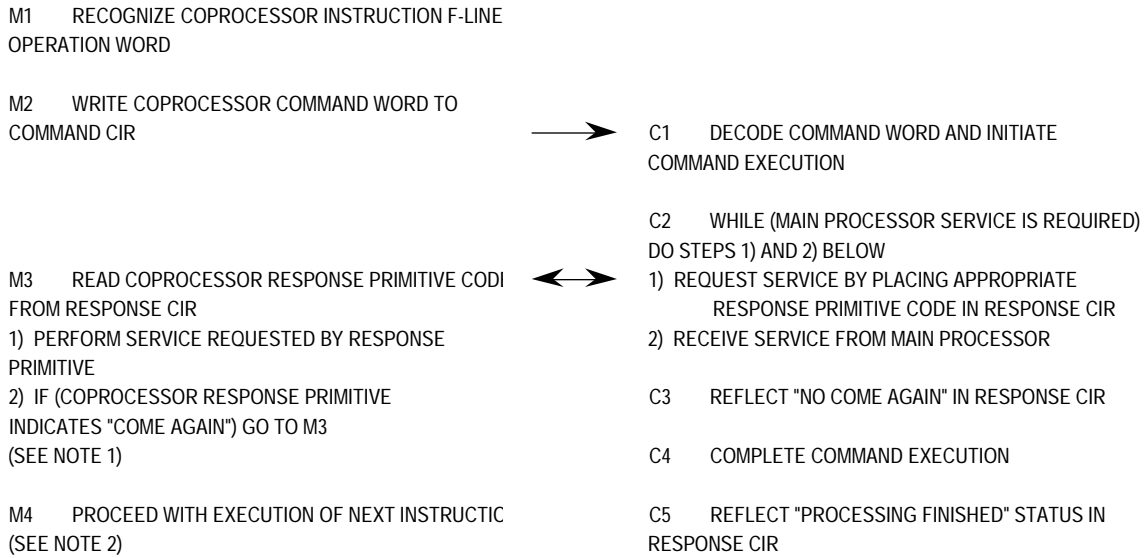 M1 RECOGNIZE COPROCESSOR INSTRUCTION F-LINE
OPERATION WORD
M2 WRITE COPROCESSOR COMMAND WORD TO
COMMAND CIR
M3 READ COPROCESSOR RESPONSE PRIMITIVE CODI
FROM RESPONSE CIR
1) PERFORM SERVICE REQUESTED BY RESPONSE
PRIMITIVE
2) IF (COPROCESSOR RESPONSE PRIMITIVE
INDICATES "COME AGAIN") GO TO M3
(SEE NOTE 1)
M4 PROCEED WITH EXECUTION OF NEXT INSTRUCTIC
(SEE NOTE 2)
C1 DECODE COMMAND WORD AND INITIATE
COMMAND EXECUTION
C2 WHILE (MAIN PROCESSOR SERVICE IS REQUIRED)
DO STEPS 1) AND 2) BELOW
1) REQUEST SERVICE BY PLACING APPROPRIATE
RESPONSE PRIMITIVE CODE IN RESPONSE CIR
2) RECEIVE SERVICE FROM MAIN PROCESSOR
C3 REFLECT "NO COME AGAIN" IN RESPONSE CIR
C4 COMPLETE COMMAND EXECUTION
C5 REFLECT "PROCESSING FINISHED" STATUS IN
RESPONSE CIR